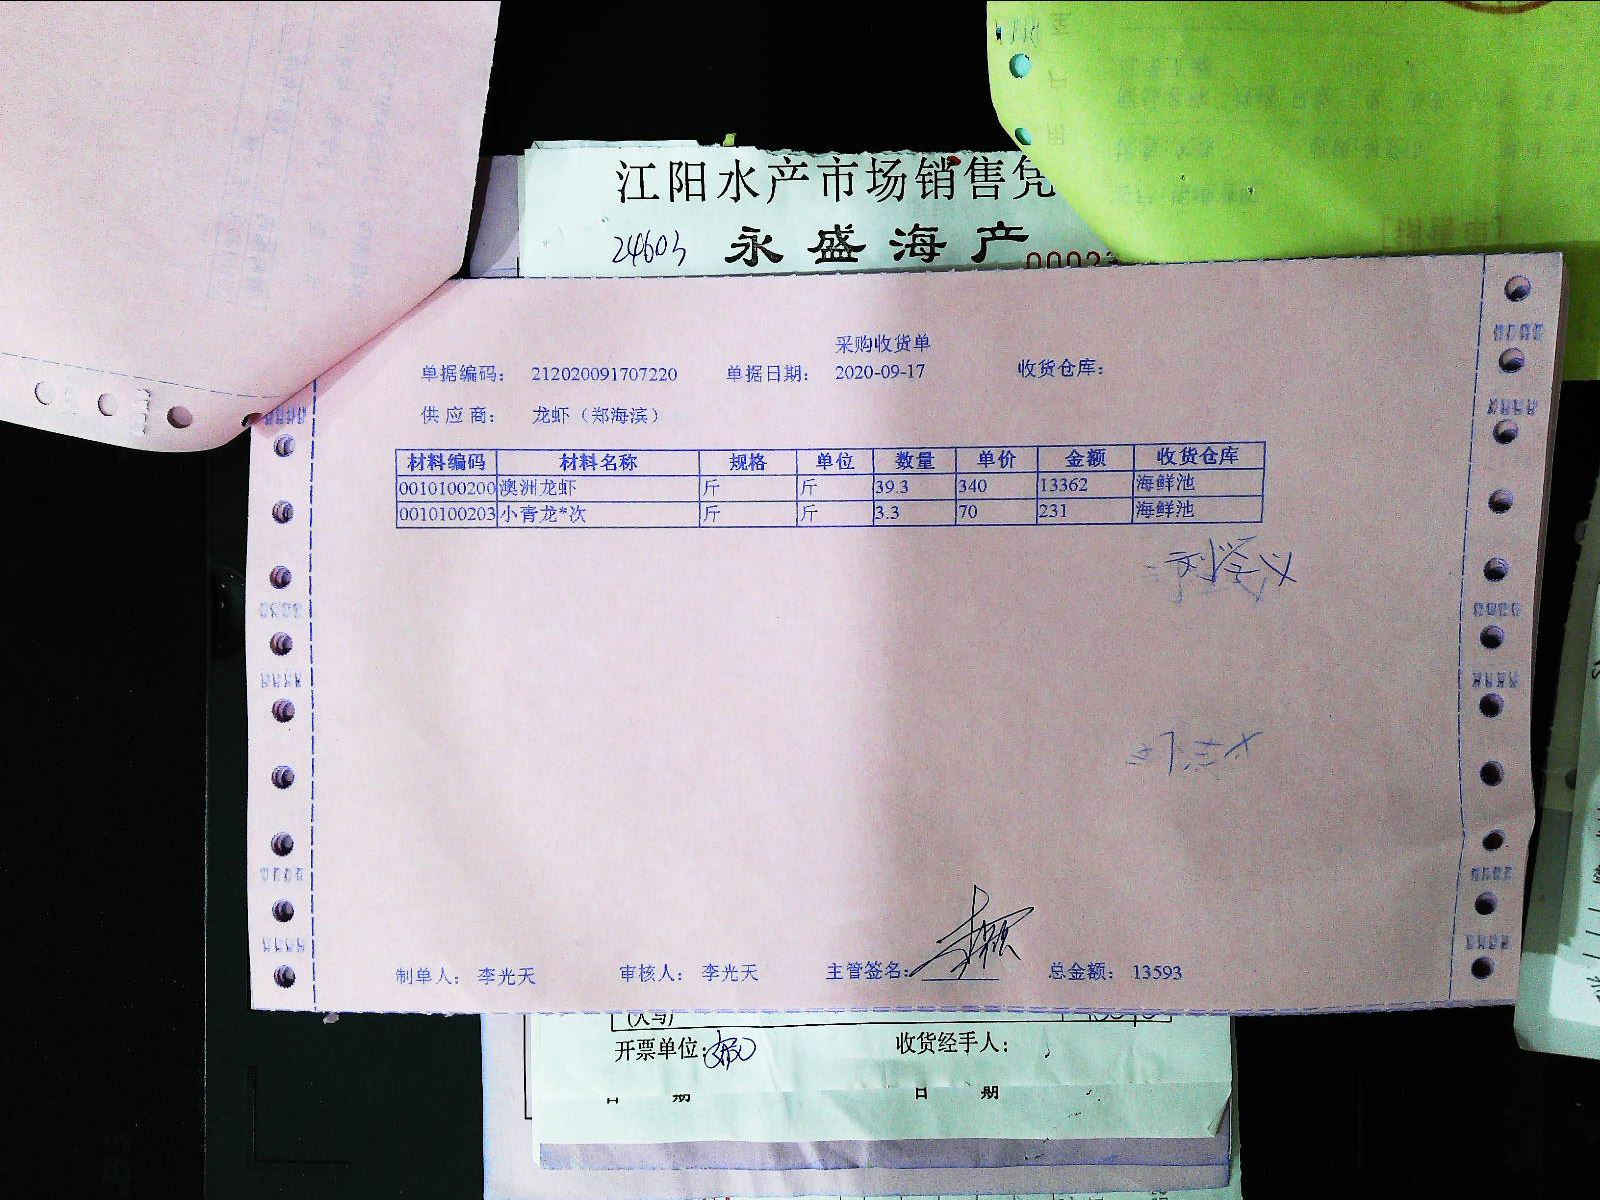 江阳水产市场销售凭
24603 永盛海产
采购收货单
单据编码: 212020091707220 单据日期: 2020-09-17 收货仓库:
供应商: 龙虾（郑海滨）
材料编码 材料名称 规格 单位 数量 单价 金额 收货仓库
0010100200 澳洲龙虾 斤 斤 39.3 340 13362 海鲜池
0010100203 小青龙*次 斤 斤 3.3 70 231 海鲜池
制单人: 李光天 审核人: 李光天 主管签名: 总金额: 13593
(大写)
开票单位: 收货经手人:
日 期 日 期